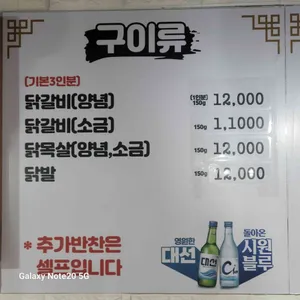 구이류
(기본3인분)
닭갈비(양념) (1인분) 150g 12,000
닭갈비(소금) 150g 1,1000
닭목살(양념,소금) 150g 12,000
닭발 150g 12,000
* 추가반찬은
셀프입니다
대선
돌아온
시원
블루
Galaxy Note20 5G